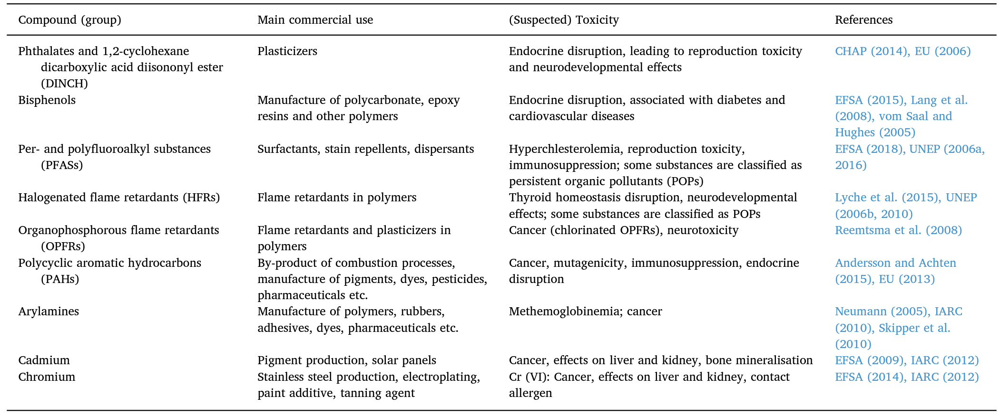 Compound (group) Main commercial use (Suspected) Toxicity References
Phthalates and 1,2-cyclohexane Plasticizers Endocrine disruption, leading to reproduction toxicity CHAP (2014), EU (2006)
dicarboxylic acid diisononyl ester and neurodevelopmental effects
(DINCH)
Bisphenols Manufacture of polycarbonate, epoxy Endocrine disruption, associated with diabetes and EFSA (2015), Lang et al.
resins and other polymers cardiovascular diseases (2008), vom Saal and
Hughes (2005)
Per- and polyfluoroalkyl substances Surfactants, stain repellents, dispersants Hyperchlesterolemia, reproduction toxicity, EFSA (2018), UNEP (2006a,
(PFASs) immunosuppression; some substances are classified as 2016)
persistent organic pollutants (POPs)
Halogenated flame retardants (HFRs) Flame retardants in polymers Thyroid homeostasis disruption, neurodevelopmental Lyche et al. (2015), UNEP
effects; some substances are classified as POPs (2006b, 2010)
Organophosphorous flame retardants Flame retardants and plasticizers in Cancer (chlorinated OPFRs), neurotoxicity Reemtsma et al. (2008)
(OPFRs) polymers
Polycyclic aromatic hydrocarbons By-product of combustion processes, Cancer, mutagenicity, immunosuppression, endocrine Andersson and Achten
(PAHs) manufacture of pigments, dyes, pesticides, disruption (2015), EU (2013)
pharmaceuticals etc.
Arylamines Manufacture of polymers, rubbers, Methemoglobinemia; cancer Neumann (2005), IARC
adhesives, dyes, pharmaceuticals etc. (2010), Skipper et al.
(2010)
Cadmium Pigment production, solar panels Cancer, effects on liver and kidney, bone mineralisation EFSA (2009), IARC (2012)
Chromium Stainless steel production, electroplating, Cr (VI): Cancer, effects on liver and kidney, contact EFSA (2014), IARC (2012)
paint additive, tanning agent allergen